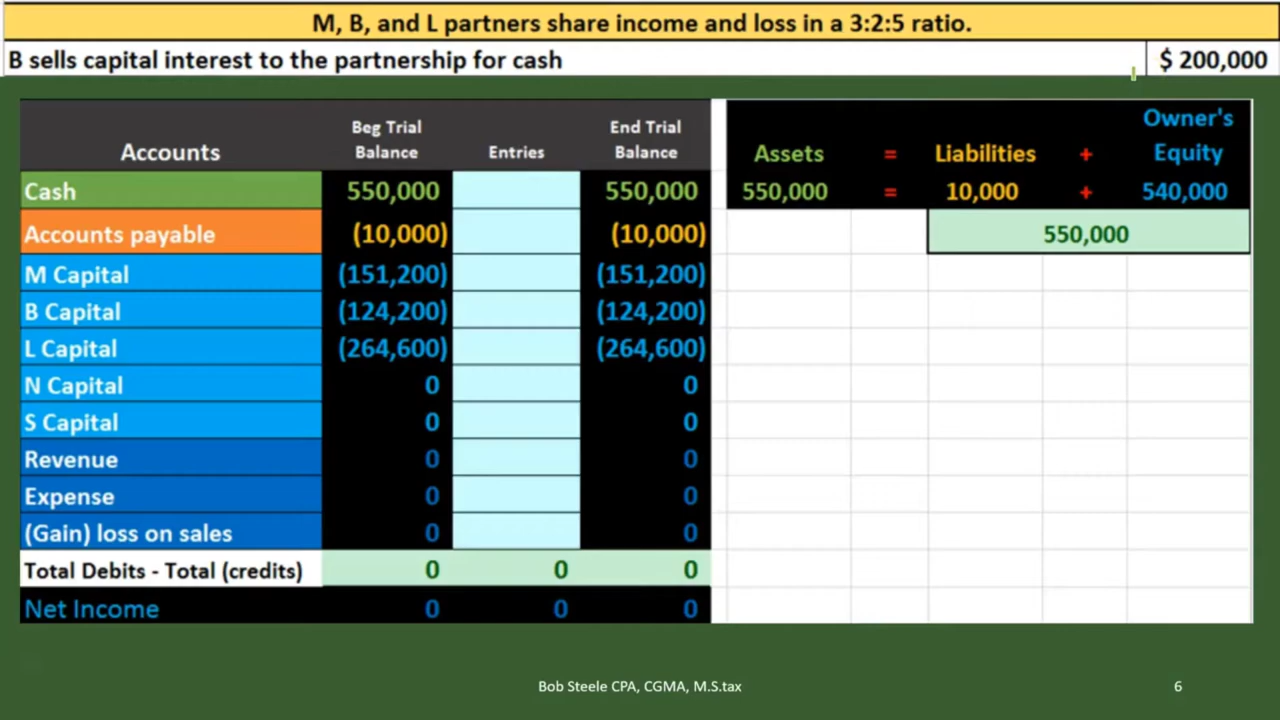 M, B, and L partners share income and loss in a 3:2:5 ratio.
B sells capital interest to the partnership for cash $ 200,000
Accounts Beg Trial Balance Entries End Trial Balance
Cash 550,000 550,000
Accounts payable (10,000) (10,000)
M Capital (151,200) (151,200)
B Capital (124,200) (124,200)
L Capital (264,600) (264,600)
N Capital 0 0
S Capital 0 0
Revenue 0 0
Expense 0 0
(Gain) loss on sales 0 0
Total Debits - Total (credits) 0 0 0
Net Income 0 0 0
Assets = Liabilities + Owner's Equity
550,000 = 10,000 + 540,000
550,000
Bob Steele CPA, CGMA, M.S.tax 6